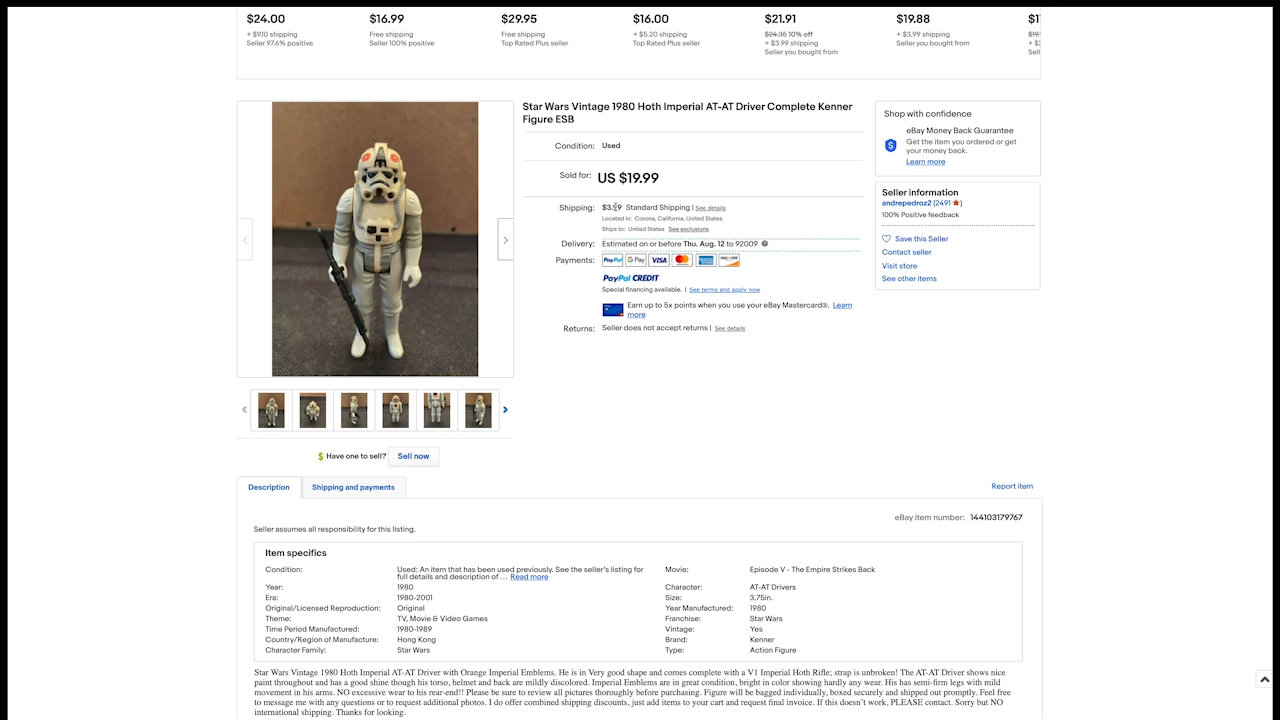 $24.00
+ $9.10 shipping
Seller 97.6% positive
$16.99
Free shipping
Seller 100% positive
$29.95
Free shipping
Top Rated Plus seller
$16.00
+ $5.20 shipping
Top Rated Plus seller
$21.91
$24.35 10% off
+ $3.99 shipping
Seller you bought from
$19.88
+ $3.99 shipping
Seller you bought from
Star Wars Vintage 1980 Hoth Imperial AT-AT Driver Complete Kenner
Figure ESB
Condition: Used
Sold for: US $19.99
Shipping: Standard Shipping | See details
Located in: Corona, California, United States
Ships to: United States See exclusions
Delivery: Estimated on or before Thu. Aug. 12 to 92009
Payments: PayPal G Pay VISA MasterCard DISCOVER
PayPal CREDIT
Special financing available. | See terms and apply now
Earn up to 5x points when you use your eBay Mastercard®. Learn
more
Returns: Seller does not accept returns | See details
Shop with confidence
eBay Money Back Guarantee
Get the item you ordered or get
your money back.
Learn more
Seller information
andrepedroz2 (2491 )
100% Positive feedback
Save this Seller
Contact seller
Visit store
See other items
Have one to sell? Sell now
Description
Shipping and payments
Report item
eBay item number: 144103179767
Seller assumes all responsibility for this listing.
Item specifics
Condition: Used: An item that has been used previously. See the seller's listing for
full details and description of ... Read more
Movie: Episode V - The Empire Strikes Back
Year: 1980
Character: AT-AT Drivers
Era: 1980-2001
Size: 3.75in.
Original/Licensed Reproduction: Original
Year Manufactured: 1980
Theme: TV, Movie & Video Games
Franchise: Star Wars
Time Period Manufactured: 1980-1989
Vintage: Yes
Country/Region of Manufacture: Hong Kong
Brand: Kenner
Character Family: Star Wars
Type: Action Figure
Star Wars Vintage 1980 Hoth Imperial AT-AT Driver with Orange Imperial Emblems. He is in Very good shape and comes complete with a V1 Imperial Hoth Rifle; strap is unbroken! The AT-AT Driver shows nice
paint throughout and has a good shine though his torso, helmet and back are mildly discolored. Imperial Emblems are in great condition, bright in color showing hardly any wear. His has semi-firm legs with mild
movement in his arms. NO excessive wear to his rear-end!! Please be sure to review all pictures thoroughly before purchasing. Figure will be bagged individually, boxed securely and shipped out promptly. Feel free
to message me with any questions or to request additional photos. I do offer combined shipping discounts, just add items to your cart and request final invoice. If this doesn't work, PLEASE contact. Sorry but NO
international shipping. Thanks for looking.